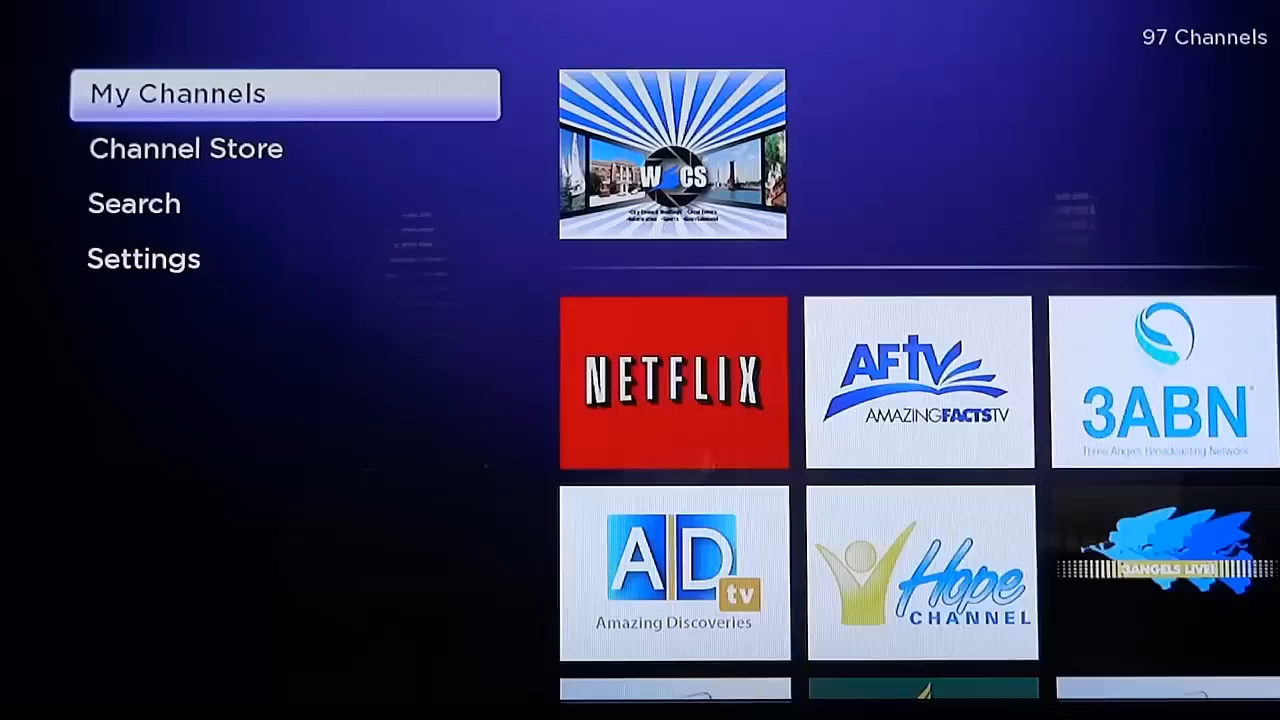 97 Channels
My Channels
Channel Store
Search
Settings
W CS
NETFLIX
AFTV
AMAZINGFACTSTV
3ABN
Three Angels Broadcasting Network
AD
tv
Amazing Discoveries
Hope
CHANNEL
3ANGELS LIVE!